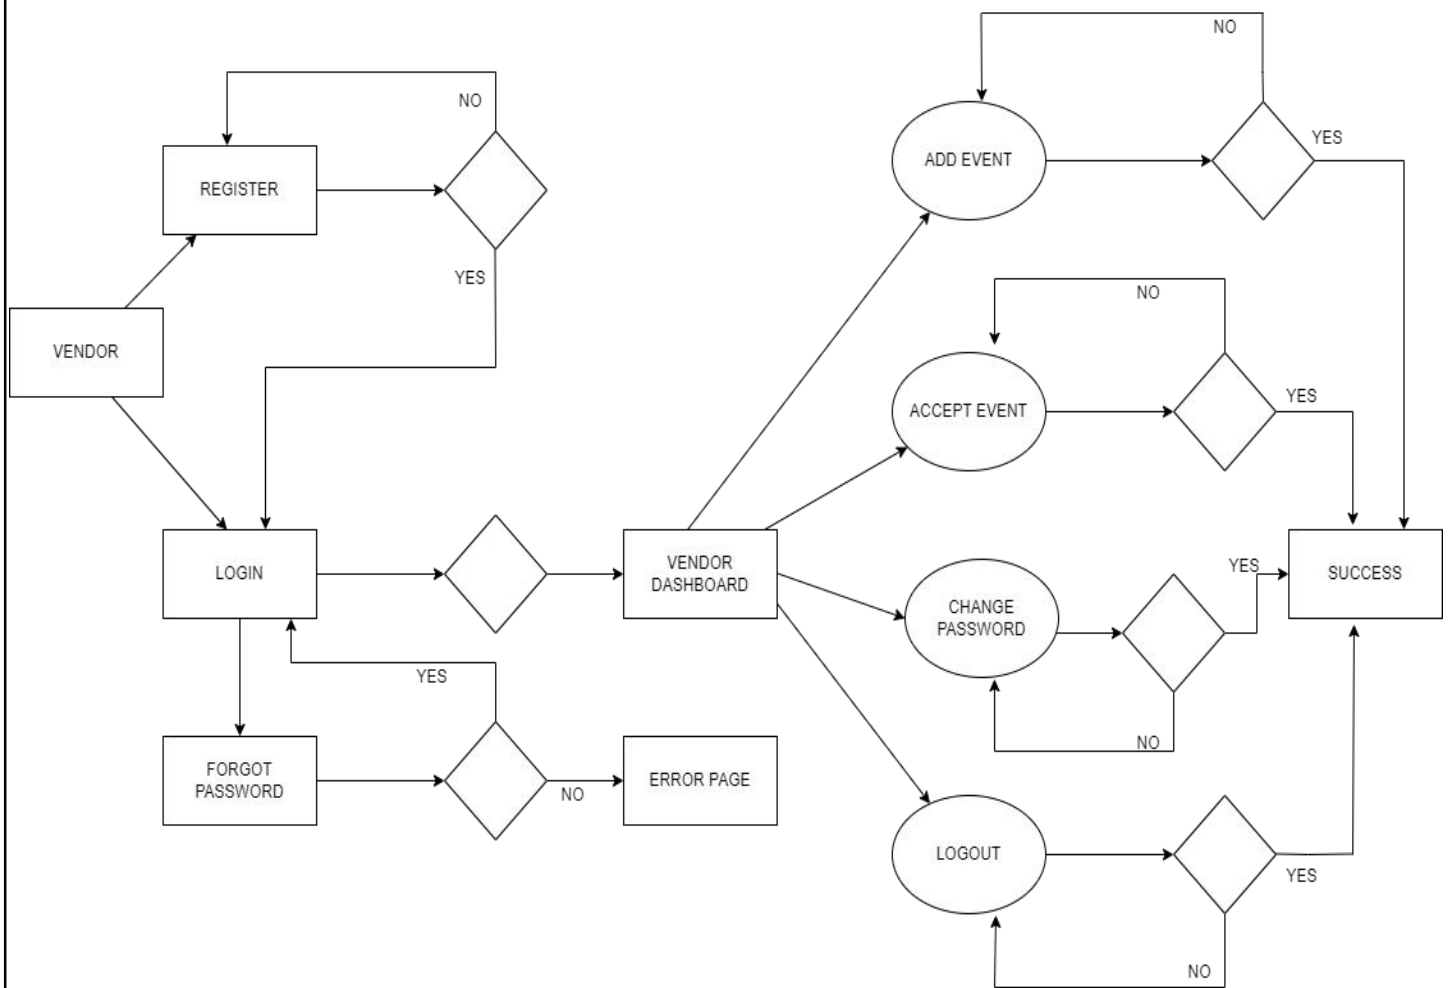 NO
NO
YES
ADD EVENT
REGISTER
YES
NO
VENDOR
YES
ACCEPT EVENT
LOGIN
VENDOR
DASHBOARD
YES
SUCCESS
CHANGE
PASSWORD
YES
NO
FORGOT
PASSWORD
NO
ERROR PAGE
LOGOUT
YES
NO